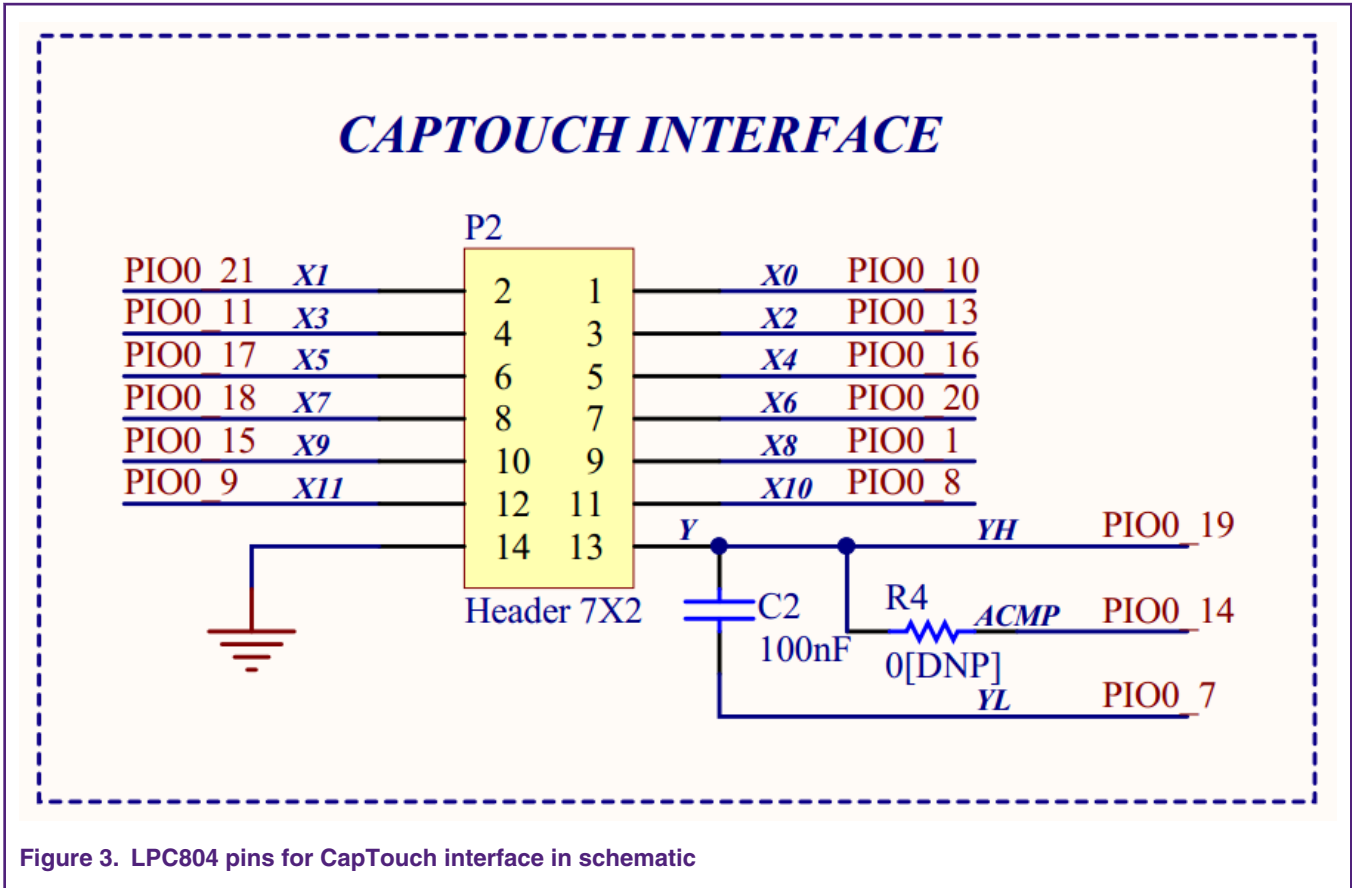 CAPTOUCH INTERFACE
P2
PIO0_21 X1 2 1 X0 PIO0_10
PIO0_11 X3 4 3 X2 PIO0_13
PIO0_17 X5 6 5 X4 PIO0_16
PIO0_18 X7 8 7 X6 PIO0_20
PIO0_15 X9 10 9 X8 PIO0_1
PIO0_9 X11 12 11 X10 PIO0_8
14 13 Y YH PIO0_19
Header 7X2
C2
100nF
R4
0[DNP]
ACMP PIO0_14
YL PIO0_7
Figure 3. LPC804 pins for CapTouch interface in schematic